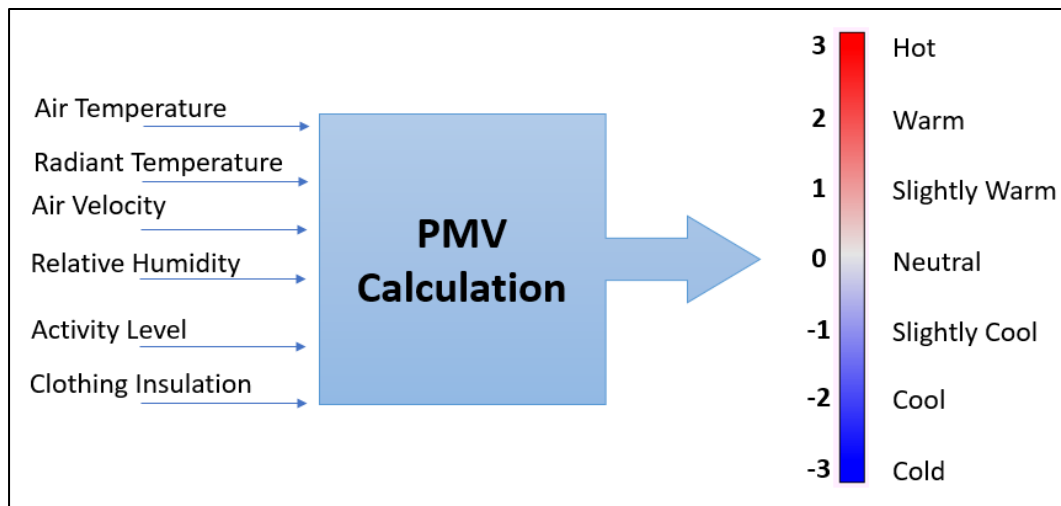 Air Temperature
Radiant Temperature
Air Velocity
Relative Humidity
Activity Level
Clothing Insulation
PMV
Calculation
3 Hot
2 Warm
1 Slightly Warm
0 Neutral
-1 Slightly Cool
-2 Cool
-3 Cold